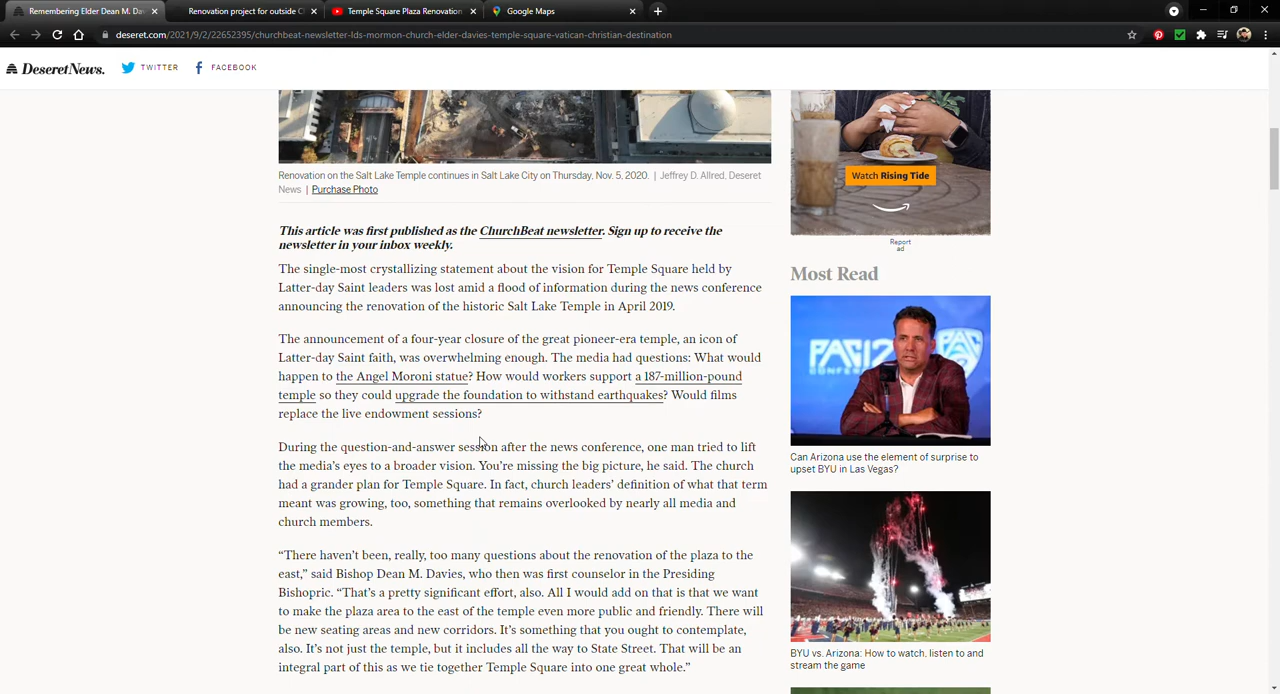 Remembering Elder Dean M. Dav
Renovation project for outside C
Temple Square Plaza Renovation
Google Maps
deseret.com/2021/9/2/22652395/churchbeat-newsletter-lds-mormon-church-elder-davies-temple-square-vatican-christian-destination
Deseret News.
TWITTER
FACEBOOK
Renovation on the Salt Lake Temple continues in Salt Lake City on Thursday, Nov. 5, 2020. | Jeffrey D. Allred, Deseret
News | Purchase Photo
This article was first published as the ChurchBeat newsletter. Sign up to receive the
newsletter in your inbox weekly.
The single-most crystallizing statement about the vision for Temple Square held by
Latter-day Saint leaders was lost amid a flood of information during the news conference
announcing the renovation of the historic Salt Lake Temple in April 2019.
The announcement of a four-year closure of the great pioneer-era temple, an icon of
Latter-day Saint faith, was overwhelming enough. The media had questions: What would
happen to the Angel Moroni statue? How would workers support a 187-million-pound
temple so they could upgrade the foundation to withstand earthquakes? Would films
replace the live endowment sessions?
During the question-and-answer session after the news conference, one man tried to lift
the media’s eyes to a broader vision. You’re missing the big picture, he said. The church
had a grander plan for Temple Square. In fact, church leaders’ definition of what that term
meant was growing, too, something that remains overlooked by nearly all media and
church members.
“There haven’t been, really, too many questions about the renovation of the plaza to the
east,” said Bishop Dean M. Davies, who then was first counselor in the Presiding
Bishopric. “That’s a pretty significant effort, also. All I would add on that is that we want
to make the plaza area to the east of the temple even more public and friendly. There will
be new seating areas and new corridors. It’s something that you ought to contemplate,
also. It’s not just the temple, but it includes all the way to State Street. That will be an
integral part of this as we tie together Temple Square into one great whole.”
Watch Rising Tide
Report
ad
Most Read
PAC12
CONFERENCE
PAC
CONF
Can Arizona use the element of surprise to
upset BYU in Las Vegas?
BYU vs. Arizona: How to watch, listen to and
stream the game